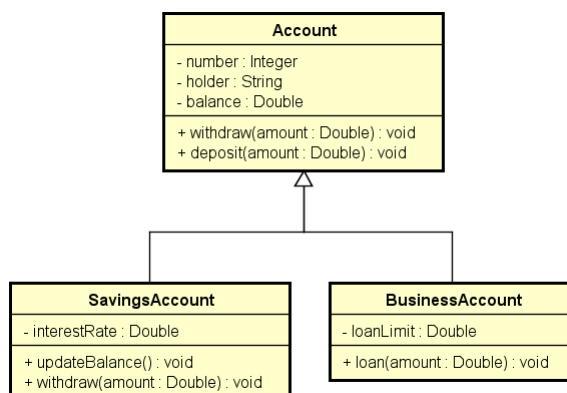 Account
- number : Integer
- holder : String
- balance : Double
+ withdraw(amount : Double) : void
+ deposit(amount : Double) : void
SavingsAccount
- interestRate : Double
+ updateBalance() : void
+ withdraw(amount : Double) : void
BusinessAccount
- loanLimit : Double
+ loan(amount : Double) : void